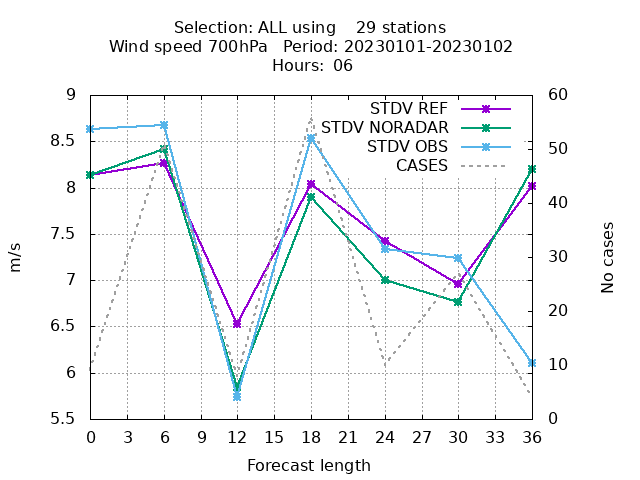 Selection: ALL using    29 stations
Wind speed 700hPa   Period: 20230101-20230102
Hours:  06
9
8.5
8
7.5
7
6.5
6
5.5
m/s
60
50
40
30
20
10
0
No cases
STDV REF
STDV NORADAR
STDV OBS
CASES
0 3 6 9 12 15 18 21 24 27 30 33 36
Forecast length